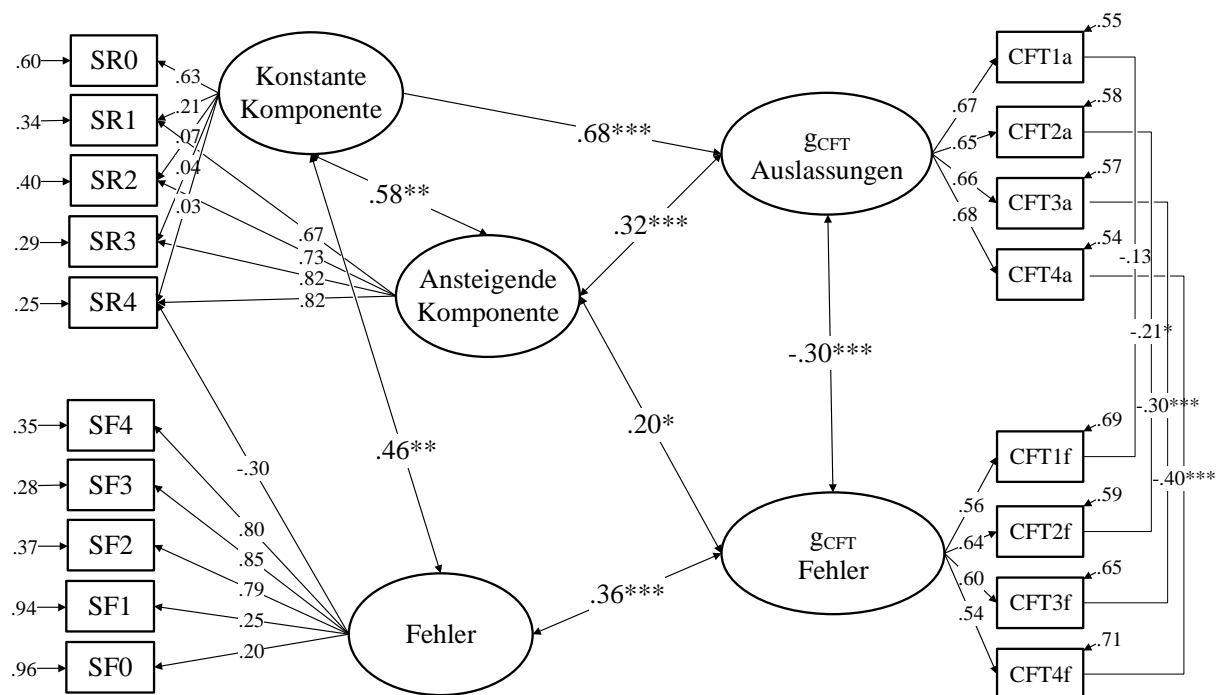 .60
SR0
.63
Konstante
Komponente
.34
SR1
.21
.40
SR2
.07
.04
.29
SR3
.03
.25
SR4
.67
.73
.82
.82
.58**
Ansteigende
Komponente
.68***
.32***
gCFT
Auslassungen
.67
.65
.66
.68
.55
CFT1a
.58
CFT2a
.57
CFT3a
.54
CFT4a
-.13
-.21*
-.30***
-.40***
-.30***
.20*
.46**
.36***
.35
SF4
-.30
.28
SF3
.80
.37
SF2
.85
.79
.94
SF1
.25
.96
SF0
.20
Fehler
gCFT
Fehler
.56
.64
.60
.54
.69
CFT1f
.59
CFT2f
.65
CFT3f
.71
CFT4f